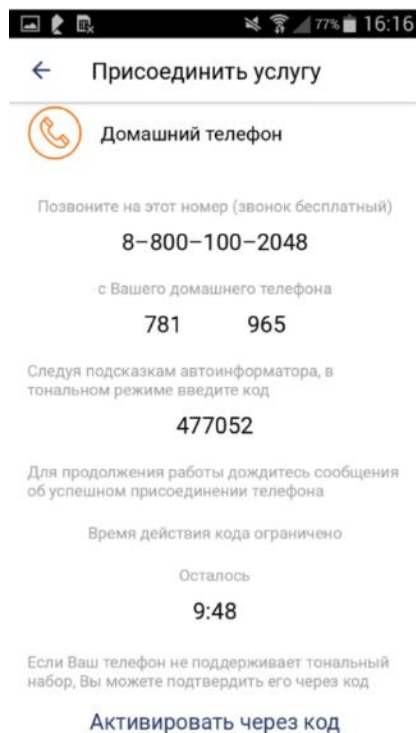 77% 16:16
Присоединить услугу
Домашний телефон
Позвоните на этот номер (звонок бесплатный)
8-800-100-2048
с Вашего домашнего телефона
781 965
Следуя подсказкам автоинформатора, в
тональном режиме введите код
477052
Для продолжения работы дождитесь сообщения
об успешном присоединении телефона
Время действия кода ограничено
Осталось
9:48
Если Ваш телефон не поддерживает тональный
набор, Вы можете подтвердить его через код
Активировать через код